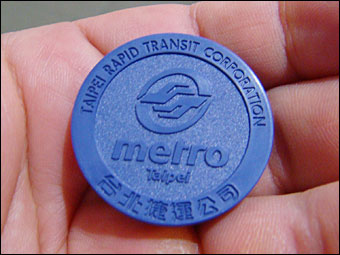 TAIPEI RAPID TRANSIT CORPORATION
metro
Taipei
台北捷運公司